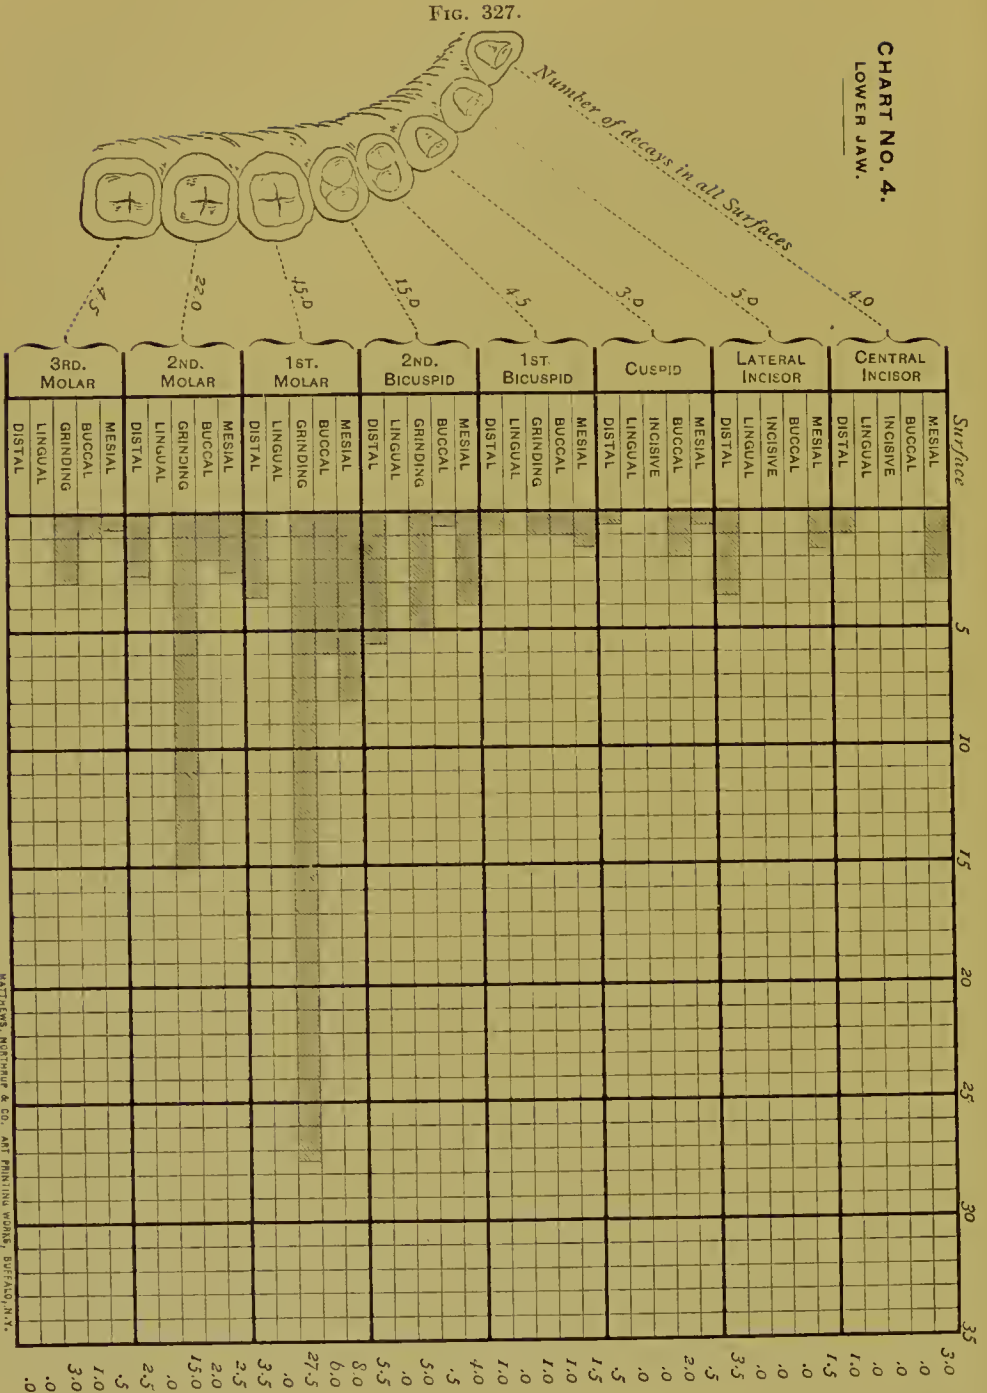 FIG. 327.
CHART NO. 4.
LOWER JAW.
Number of decays in all Surfaces
4.0
5.0
3.0
4.5
15.0
45.0
22.0
4.5
Surface 5 10 15 20 25 30 35
CENTRAL
INCISOR
MESIAL 3.0
BUCCAL .0
INCISIVE .0
LINGUAL .0
DISTAL 1.0
LATERAL
INCISOR
MESIAL 1.5
BUCCAL .0
INCISIVE .0
LINGUAL .0
DISTAL 3.5
CUSPID
MESIAL .5
BUCCAL 2.0
INCISIVE .0
LINGUAL .0
DISTAL .5
1ST.
BICUSPID
MESIAL 1.5
BUCCAL 1.0
GRINDING 1.0
LINGUAL .0
DISTAL 1.0
2ND.
BICUSPID
MESIAL 4.0
BUCCAL .5
GRINDING 5.0
LINGUAL .0
DISTAL 5.5
1ST.
MOLAR
MESIAL 8.0
BUCCAL 6.0
GRINDING 27.5
LINGUAL .0
DISTAL 3.5
2ND.
MOLAR
MESIAL 2.5
BUCCAL 2.0
GRINDING 15.0
LINGUAL .0
DISTAL 2.5
3RD.
MOLAR
MESIAL .5
BUCCAL 1.0
GRINDING 3.0
LINGUAL .0
DISTAL .0
MATTHEWS, NORTHRUP & CO. ART PRINTING WORKS, BUFFALO, N.Y.